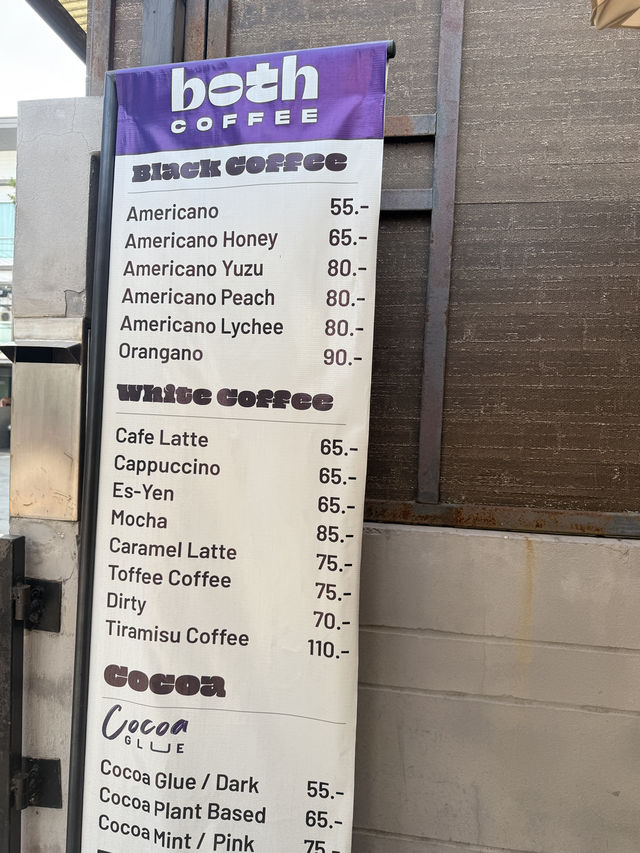 both
COFFEE
Black Coffee
Americano 55.-
Americano Honey 65.-
Americano Yuzu 80.-
Americano Peach 80.-
Americano Lychee 80.-
Orangano 90.-
White Coffee
Cafe Latte 65.-
Cappuccino 65.-
Es-Yen 65.-
Mocha 85.-
Caramel Latte 75.-
Toffee Coffee 75.-
Dirty 70.-
Tiramisu Coffee 110.-
Cocoa
Cocoa
GLUE
Cocoa Glue / Dark 55.-
Cocoa Plant Based 65.-
Cocoa Mint / Pink 75.-